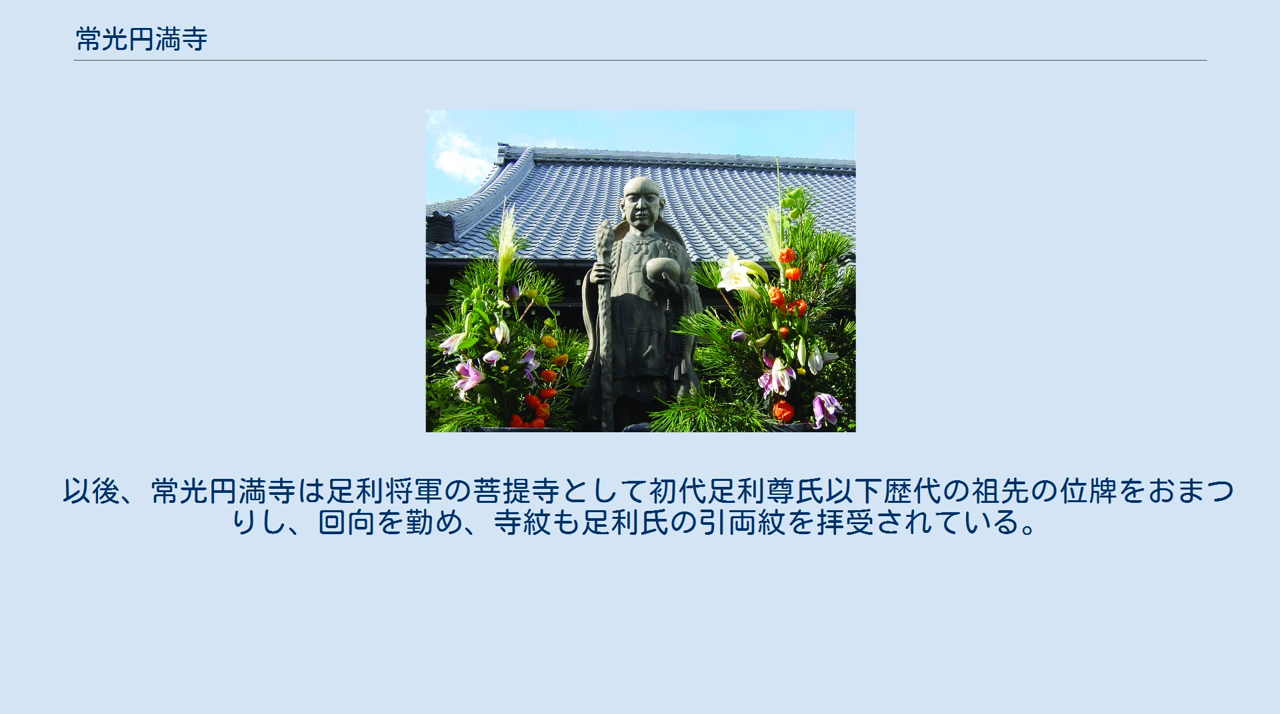 常光円満寺
以後、常光円満寺は足利将軍の菩提寺として初代足利尊氏以下歴代の祖先の位牌をおまつ
りし、回向を勤め、寺紋も足利氏の引両紋を拝受されている。